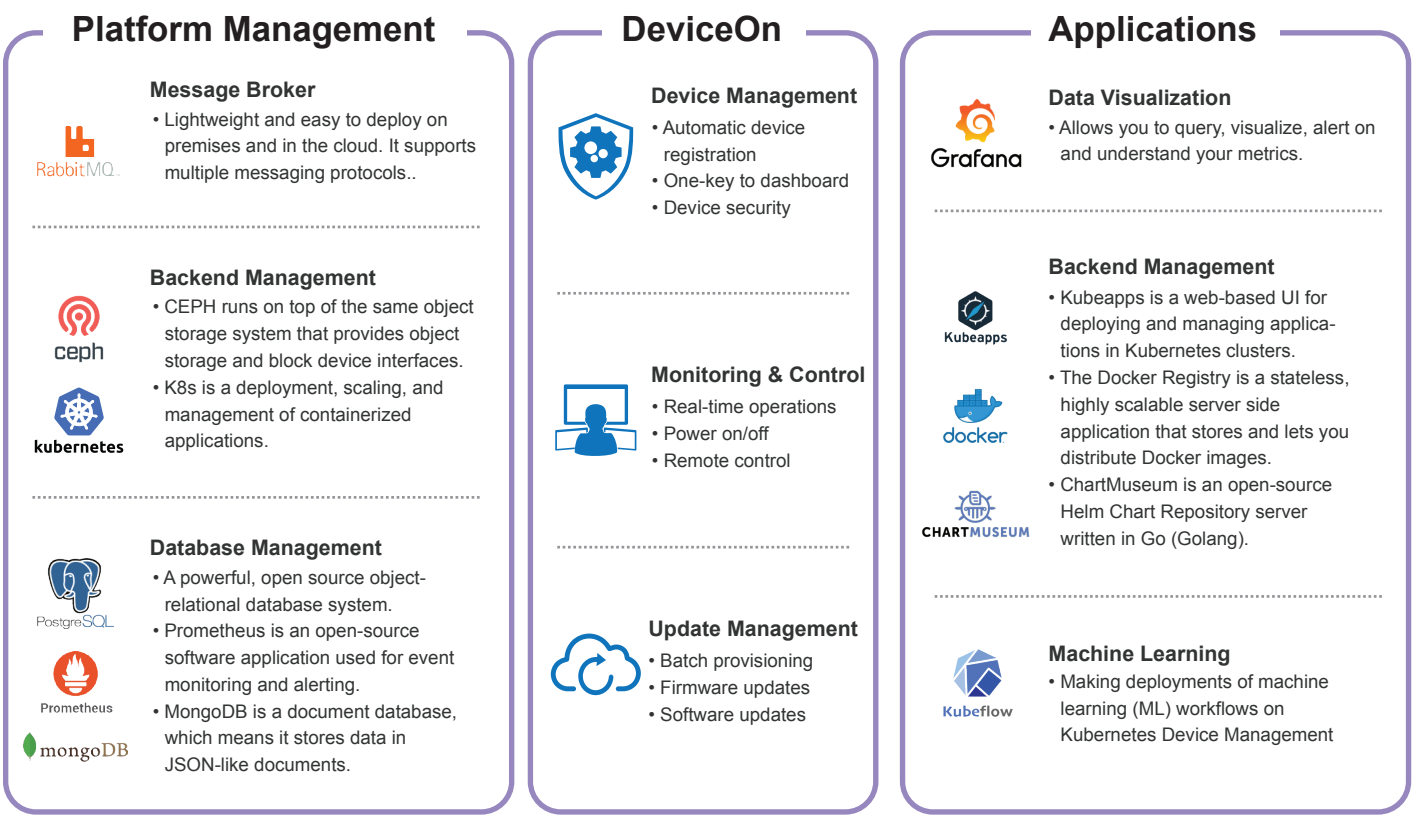 Platform Management
Message Broker
RabbitMQ
• Lightweight and easy to deploy on
premises and in the cloud. It supports
multiple messaging protocols..
Backend Management
ceph
kubernetes
• CEPH runs on top of the same object
storage system that provides object
storage and block device interfaces.
• K8s is a deployment, scaling, and
management of containerized
applications.
Database Management
PostgreSQL
Prometheus
mongoDB
• A powerful, open source object-
relational database system.
• Prometheus is an open-source
software application used for event
monitoring and alerting.
• MongoDB is a document database,
which means it stores data in
JSON-like documents.
DeviceOn
Device Management
• Automatic device
registration
• One-key to dashboard
• Device security
Monitoring & Control
• Real-time operations
• Power on/off
• Remote control
Update Management
• Batch provisioning
• Firmware updates
• Software updates
Applications
Data Visualization
Grafana
• Allows you to query, visualize, alert on
and understand your metrics.
Backend Management
Kubeapps
docker
CHARTMUSEUM
• Kubeapps is a web-based UI for
deploying and managing applica-
tions in Kubernetes clusters.
• The Docker Registry is a stateless,
highly scalable server side
application that stores and lets you
distribute Docker images.
• ChartMuseum is an open-source
Helm Chart Repository server
written in Go (Golang).
Machine Learning
Kubeflow
• Making deployments of machine
learning (ML) workflows on
Kubernetes Device Management